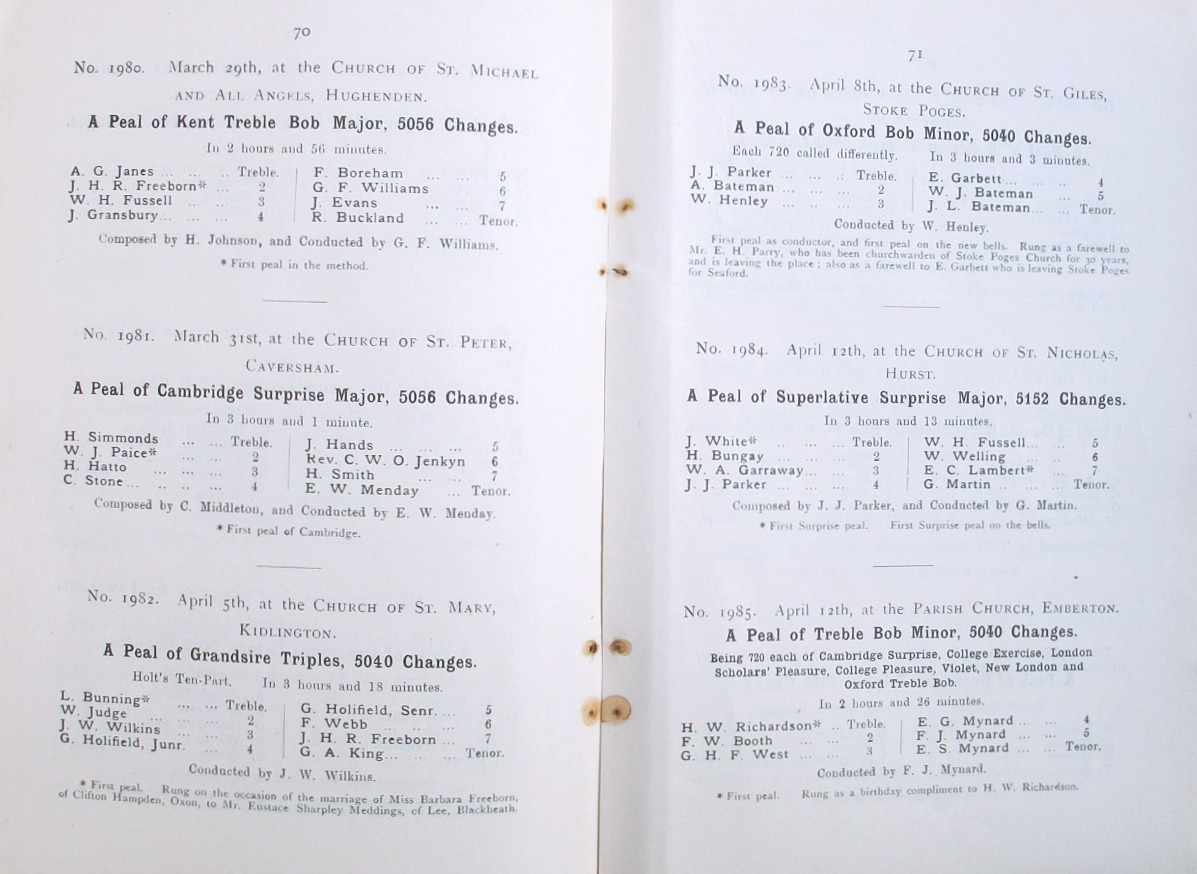 70
No. 1980. March 29th, at the CHURCH OF ST. MICHAEL
AND ALL ANGELS, HUGHENDEN.
A Peal of Kent Treble Bob Major, 5056 Changes.
In 2 hours and 56 minutes.
A. G. Janes ... ... .. Treble. F. Boreham ... ... 5
J. H. R. Freeborn* ... 2 G. F. Williams ... ... 6
W. H. Fussell ... ... 3 J. Evans ... ... 7
J. Gransbury... ... ... 4 R. Buckland ... ... Tenor.
Composed by H. Johnson, and Conducted by G. F. Williams.
* First peal in the method.
No. 1981. March 31st, at the CHURCH OF ST. PETER,
CAVERSHAM.
A Peal of Cambridge Surprise Major, 5056 Changes.
In 3 hours and 1 minute.
H. Simmonds ... ... Treble. J. Hands ... ... ... 5
W. J. Paice* ... ... 2 Rev. C. W. O. Jenkyn 6
H. Hatto ... ... ... 3 H. Smith ... ... 7
C. Stone... .. .. ... 4 E. W. Menday ... Tenor.
Composed by C. Middleton, and Conducted by E. W. Menday.
* First peal of Cambridge.
No. 1982. April 5th, at the CHURCH OF ST. MARY,
KIDLINGTON.
A Peal of Grandsire Triples, 5040 Changes.
Holt's Ten-Part. In 3 hours and 18 minutes.
L. Bunning* ... ... Treble. G. Holifield, Senr. ... 5
W. Judge ... ... ... 2 F. Webb ... ... ... 6
J. W. Wilkins ... ... 3 J. H. R. Freeborn ... 7
G. Holifield, Junr. ... 4 G. A. King... ... ... Tenor.
Conducted by J. W. Wilkins.
* First peal. Rung on the occasion of the marriage of Miss Barbara Freeborn,
of Clifton Hampden, Oxon, to Mr. Eustace Sharpley Meddings, of Lee, Blackheath.
71
No. 1983. April 8th, at the CHURCH OF ST. GILES,
STOKE POGES.
A Peal of Oxford Bob Minor, 5040 Changes.
Each 720 called differently. In 3 hours and 3 minutes.
J. J. Parker ... ... .. Treble. E. Garbett... ... ... 4
A. Bateman ... ... ... 2 W. J. Bateman ... 5
W. Henley ... .. ... 3 J. L. Bateman... ... Tenor.
Conducted by W. Henley.
First peal as conductor, and first peal on the new bells. Rung as a farewell to
Mr. E. H. Parry, who has been churchwarden of Stoke Poges Church for 30 years,
and is leaving the place ; also as a farewell to E. Garbett who is leaving Stoke Poges
for Seaford.
No. 1984. April 12th, at the CHURCH OF ST. NICHOLAS,
HURST.
A Peal of Superlative Surprise Major, 5152 Changes.
In 3 hours and 13 minutes.
J. White* .. ... ... Treble. W. H. Fussell... ... 5
H. Bungay ... ... ... 2 W. Welling ... ... 6
W. A. Garraway... ... 3 E. C. Lambert* ... 7
J. J. Parker ... ... ... 4 G. Martin .. ... ... Tenor.
Composed by J. J. Parker, and Conducted by G. Martin.
* First Surprise peal. First Surprise peal on the bells.
No. 1985. April 12th, at the PARISH CHURCH, EMBERTON.
A Peal of Treble Bob Minor, 5040 Changes.
Being 720 each of Cambridge Surprise, College Exercise, London
Scholars' Pleasure, College Pleasure, Violet, New London and
Oxford Treble Bob.
In 2 hours and 26 minutes.
H. W. Richardson* .. Treble. E. G. Mynard ... ... 4
F. W. Booth ... ... 2 F. J. Mynard ... ... 5
G. H. F. West ... ... 3 E. S. Mynard ... ... Tenor.
Conducted by F. J. Mynard.
* First peal. Rung as a birthday compliment to H. W. Richardson.